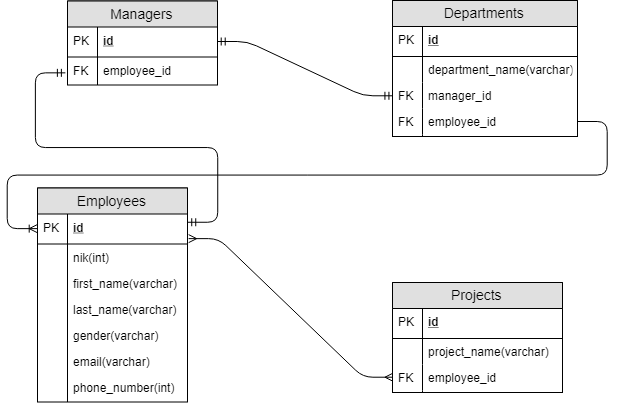 Managers
PK id
FK employee_id
Departments
PK id
department_name(varchar)
FK manager_id
FK employee_id
Employees
PK id
nik(int)
first_name(varchar)
last_name(varchar)
gender(varchar)
email(varchar)
phone_number(int)
Projects
PK id
project_name(varchar)
FK employee_id